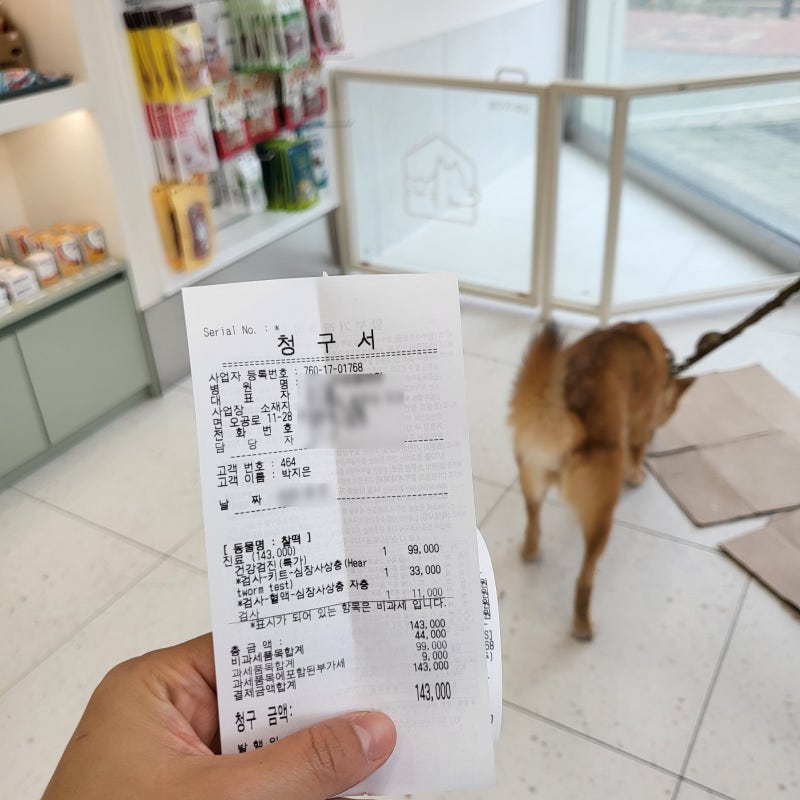 Serial No. : *
청 구 서
사업자 등록번호 : 760-17-01768
병 원 명 :
대 표 자
사업장 소재지
면 오공로 11-28
전 화 번 호
담 당 자
고객 번호 : 464
고객 이름 : 박지은
날 짜
[ 동물명 : 찰떡 ]
진료 (143,000)
건강검진(특가) 1 99,000
*검사-키트-심장사상충(Hear 1 33,000
tworm test)
*검사-혈액-심장사상충 자충 1 11,000
검사
*표시가 되어 있는 항목은 비과세 입니다.
총 금 액 : 143,000
비과세품목합계 44,000
과세품목합계 99,000
과세품목에포함된부가세 9,000
결제금액합계 143,000
청구 금액: 143,000
발 행 인